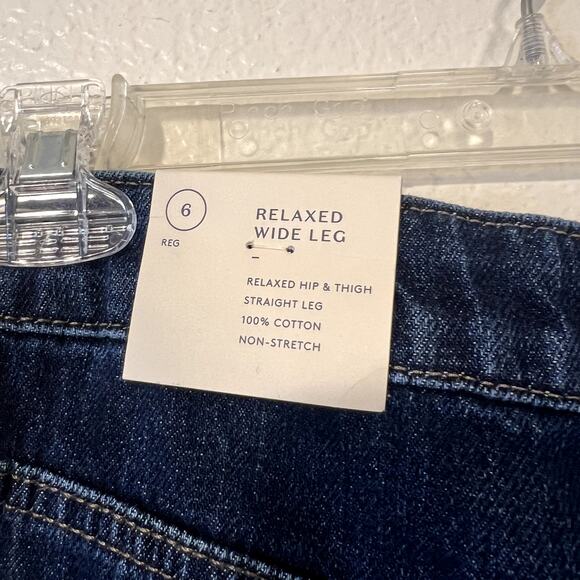 6
REG
RELAXED
WIDE LEG
RELAXED HIP & THIGH
STRAIGHT LEG
100% COTTON
NON-STRETCH